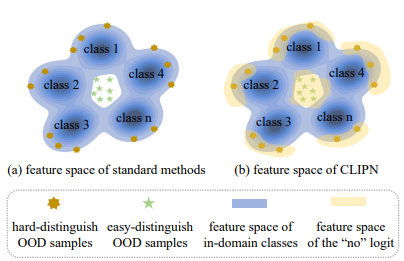 class 1
class 4
class 2
class 3
class n
class 1
class 4
class 2
class 3
class n
(a) feature space of standard methods
(b) feature space of CLIPN
hard-distinguish
OOD samples
easy-distinguish
OOD samples
feature space of
in-domain classes
feature space
of the “no” logit